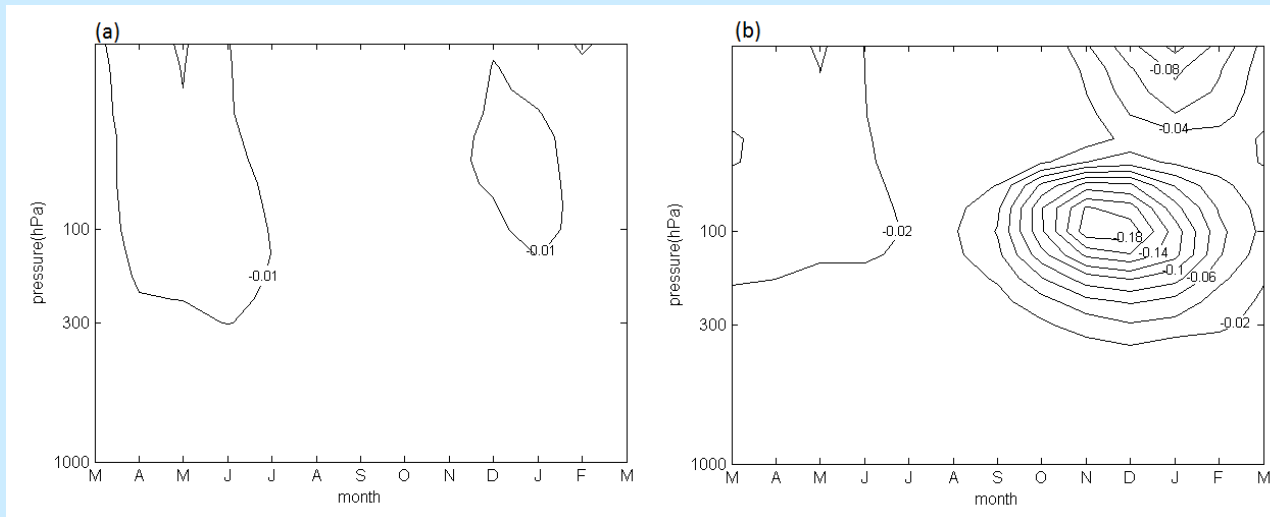 (a)
pressure(hPa)
100
300
1000
-0.01
-0.01
M A M J J A S O N D J F M
month
(b)
pressure(hPa)
100
300
1000
-0.08
-0.04
-0.02
-0.18
-0.14
-0.1
-0.06
-0.02
M A M J J A S O N D J F M
month